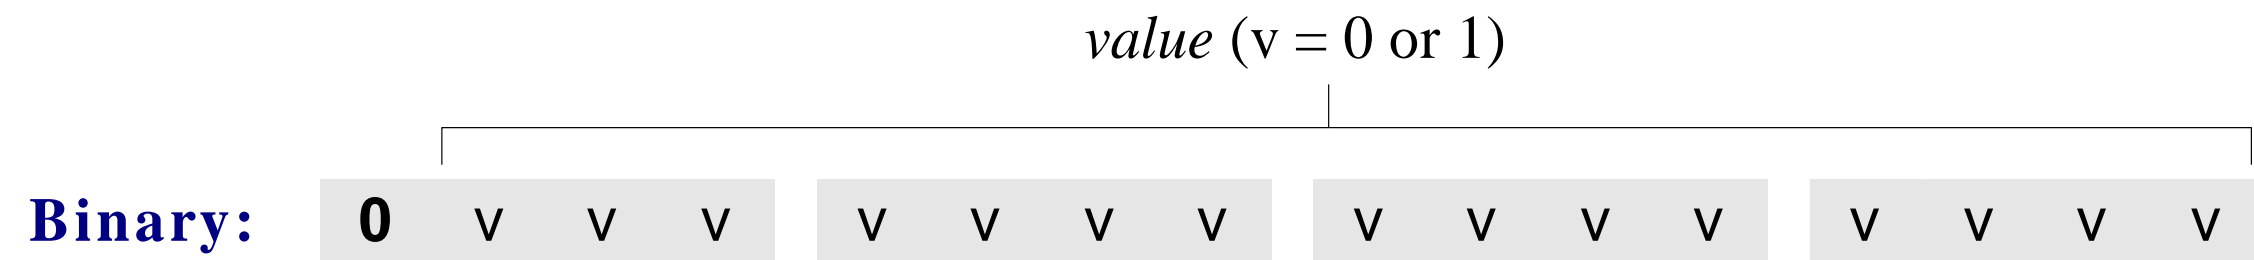 value (v = 0 or 1)
Binary: 0 v v v v v v v v v v v v v v v